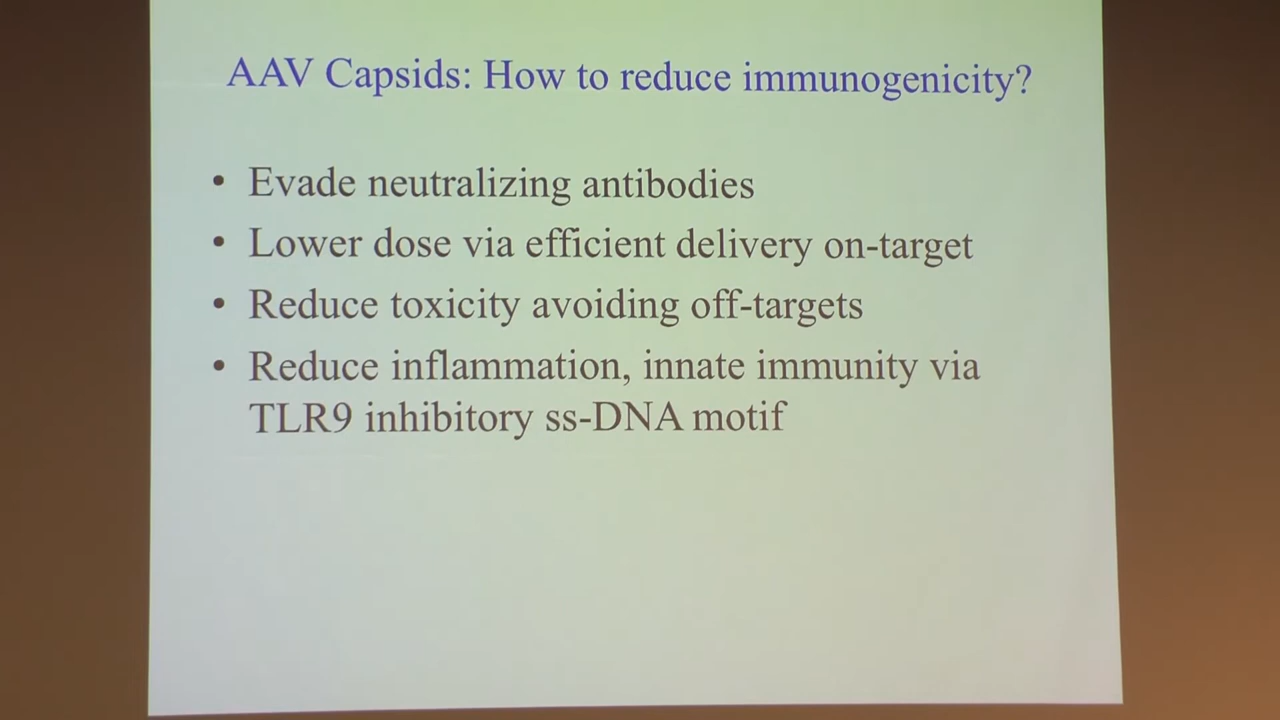 AAV Capsids: How to reduce immunogenicity?
• Evade neutralizing antibodies
• Lower dose via efficient delivery on-target
• Reduce toxicity avoiding off-targets
• Reduce inflammation, innate immunity via
TLR9 inhibitory ss-DNA motif